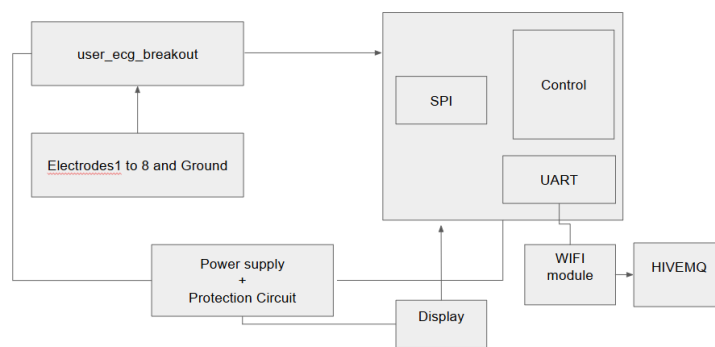 user_ecg_breakout
Control
SPI
Electrodes1 to 8 and Ground
UART
Power supply
+
Protection Circuit
WIFI
module
HIVEMQ
Display